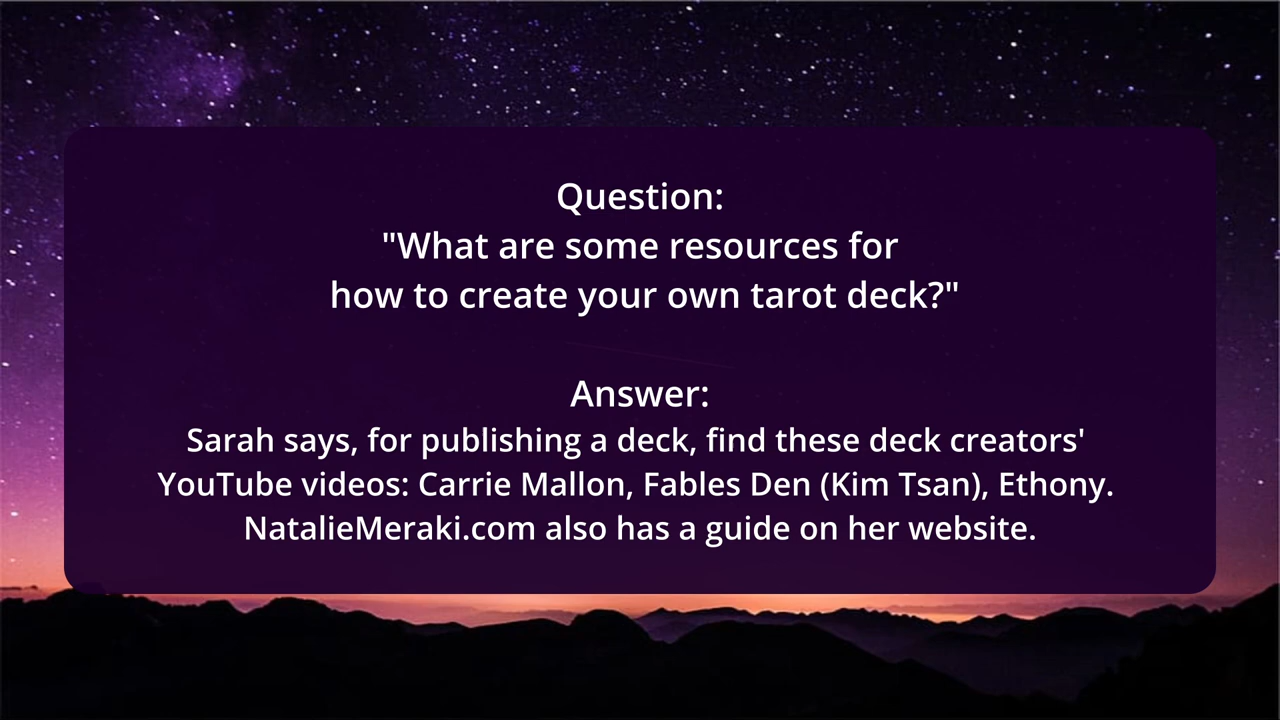 Question:
"What are some resources for
how to create your own tarot deck?"
Answer:
Sarah says, for publishing a deck, find these deck creators'
YouTube videos: Carrie Mallon, Fables Den (Kim Tsan), Ethony.
NatalieMeraki.com also has a guide on her website.